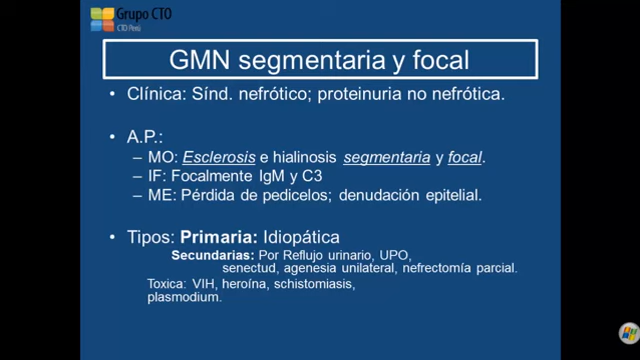 Grupo CTO
CTO Perú
GMN segmentaria y focal
• Clínica: Sínd. nefrótico; proteinuria no nefrótica.
• A.P.:
– MO: Esclerosis e hialinosis segmentaria y focal.
– IF: Focalmente IgM y C3
– ME: Pérdida de pedicelos; denudación epitelial.
• Tipos: Primaria: Idiopática
Secundarias: Por Reflujo urinario, UPO,
senectud, agenesia unilateral, nefrectomía parcial.
Toxica: VIH, heroína, schistomiasis,
plasmodium.